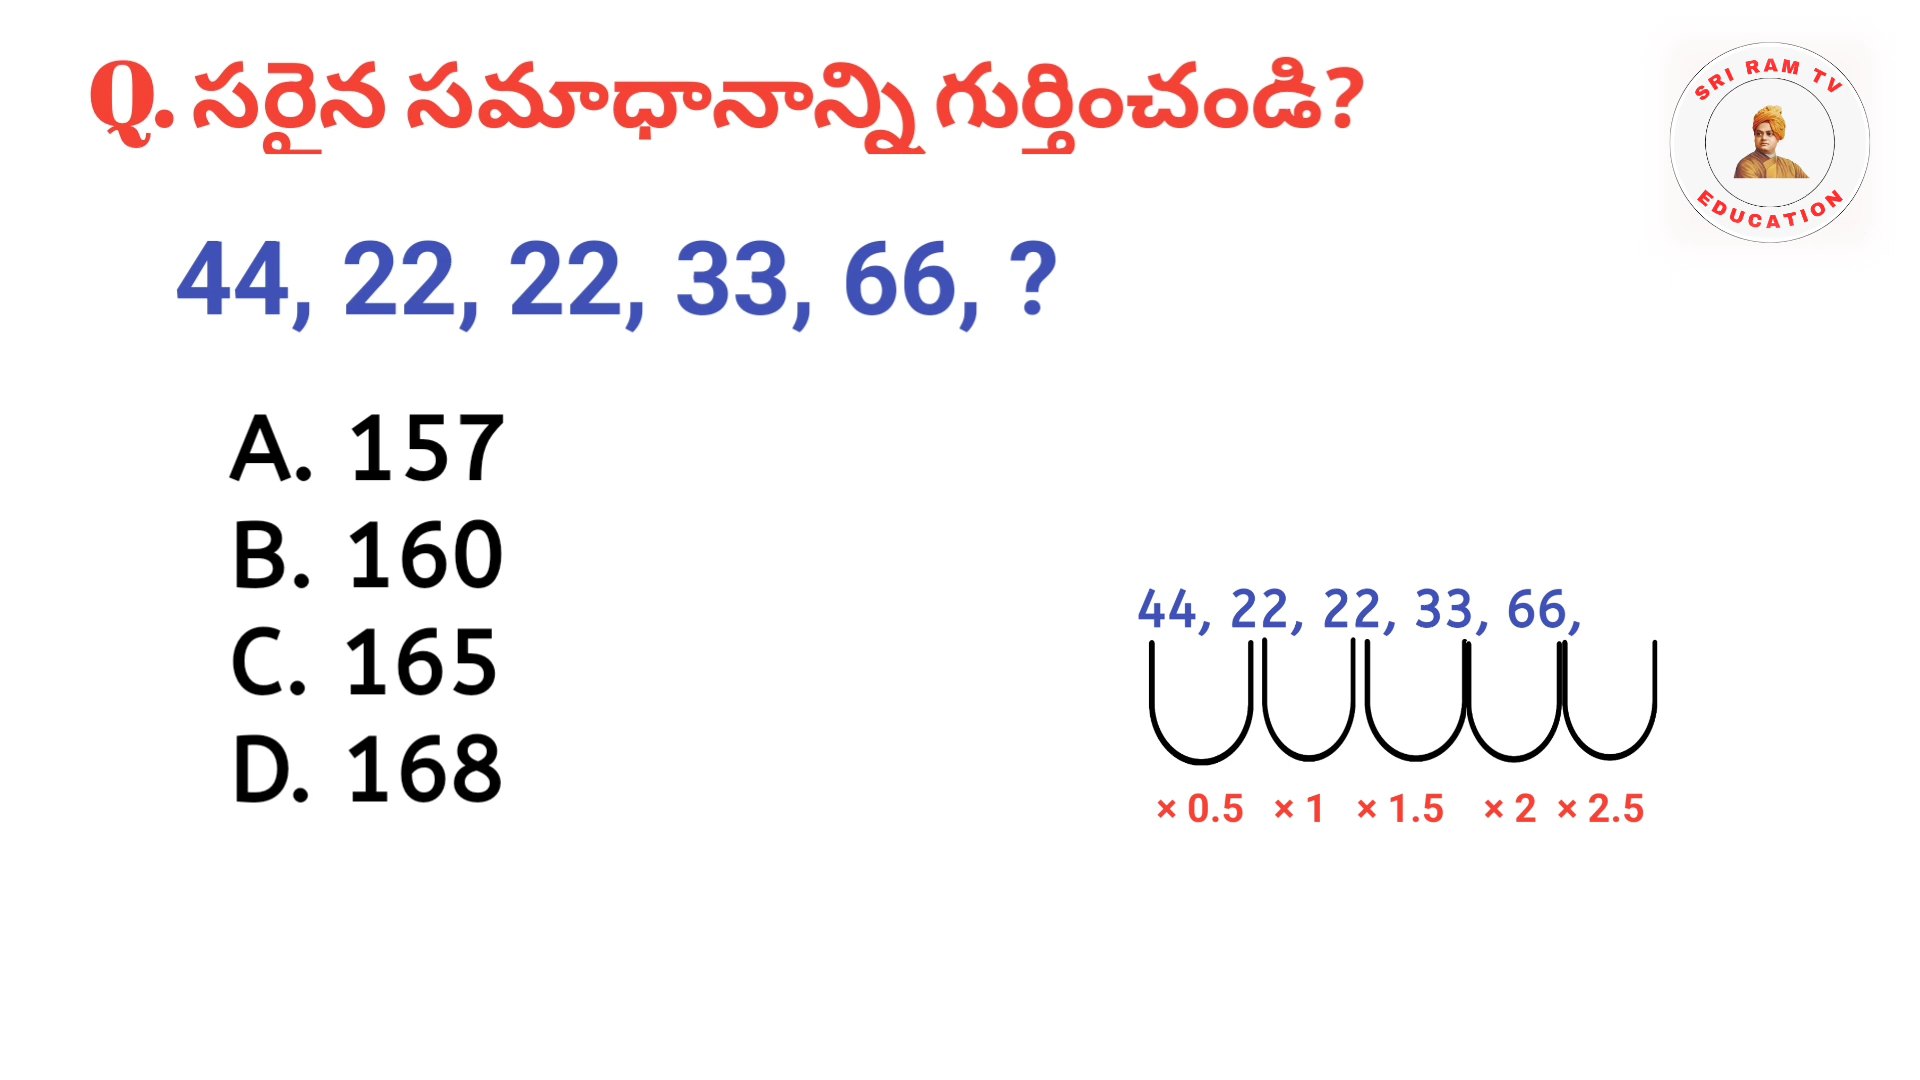 Q. సరైన సమాధానాన్ని గుర్తించండి?
SRI RAM TV
EDUCATION
44, 22, 22, 33, 66, ?
A. 157
B. 160
C. 165
D. 168
44, 22, 22, 33, 66,
× 0.5 × 1 × 1.5 × 2 × 2.5